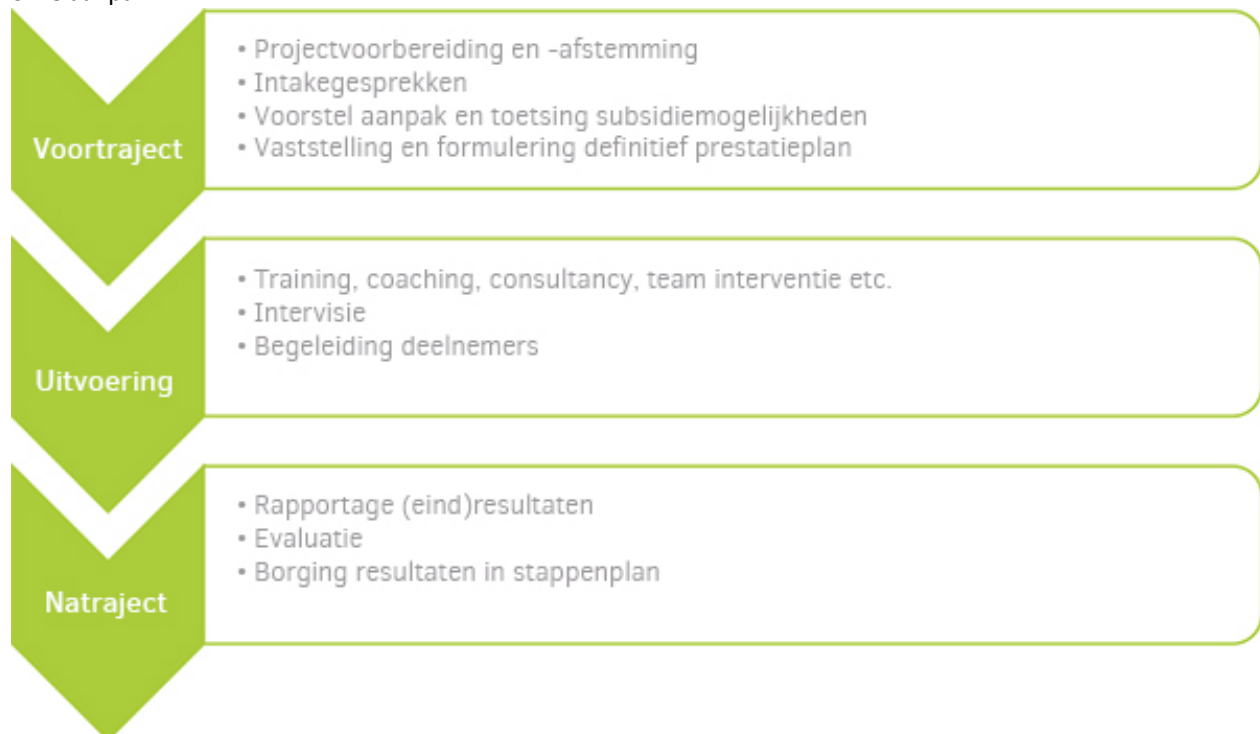 Voortraject
• Projectvoorbereiding en -afstemming
• Intakegesprekken
• Voorstel aanpak en toetsing subsidiemogelijkheden
• Vaststelling en formulering definitief prestatieplan
Uitvoering
• Training, coaching, consultancy, team interventie etc.
• Intervisie
• Begeleiding deelnemers
Natraject
• Rapportage (eind)resultaten
• Evaluatie
• Borging resultaten in stappenplan